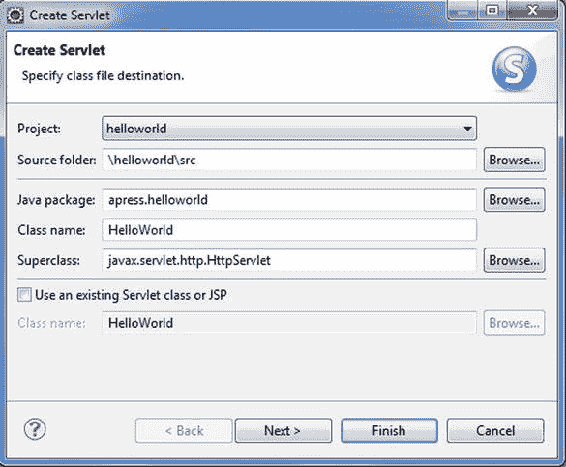 Create Servlet
Create Servlet
Specify class file destination.
S
Project: helloworld
Source folder: \helloworld\src Browse...
Java package: apress.helloworld Browse...
Class name: HelloWorld
Superclass: javax.servlet.http.HttpServlet Browse...
Use an existing Servlet class or JSP
Class name: HelloWorld Browse...
? < Back Next > Finish Cancel